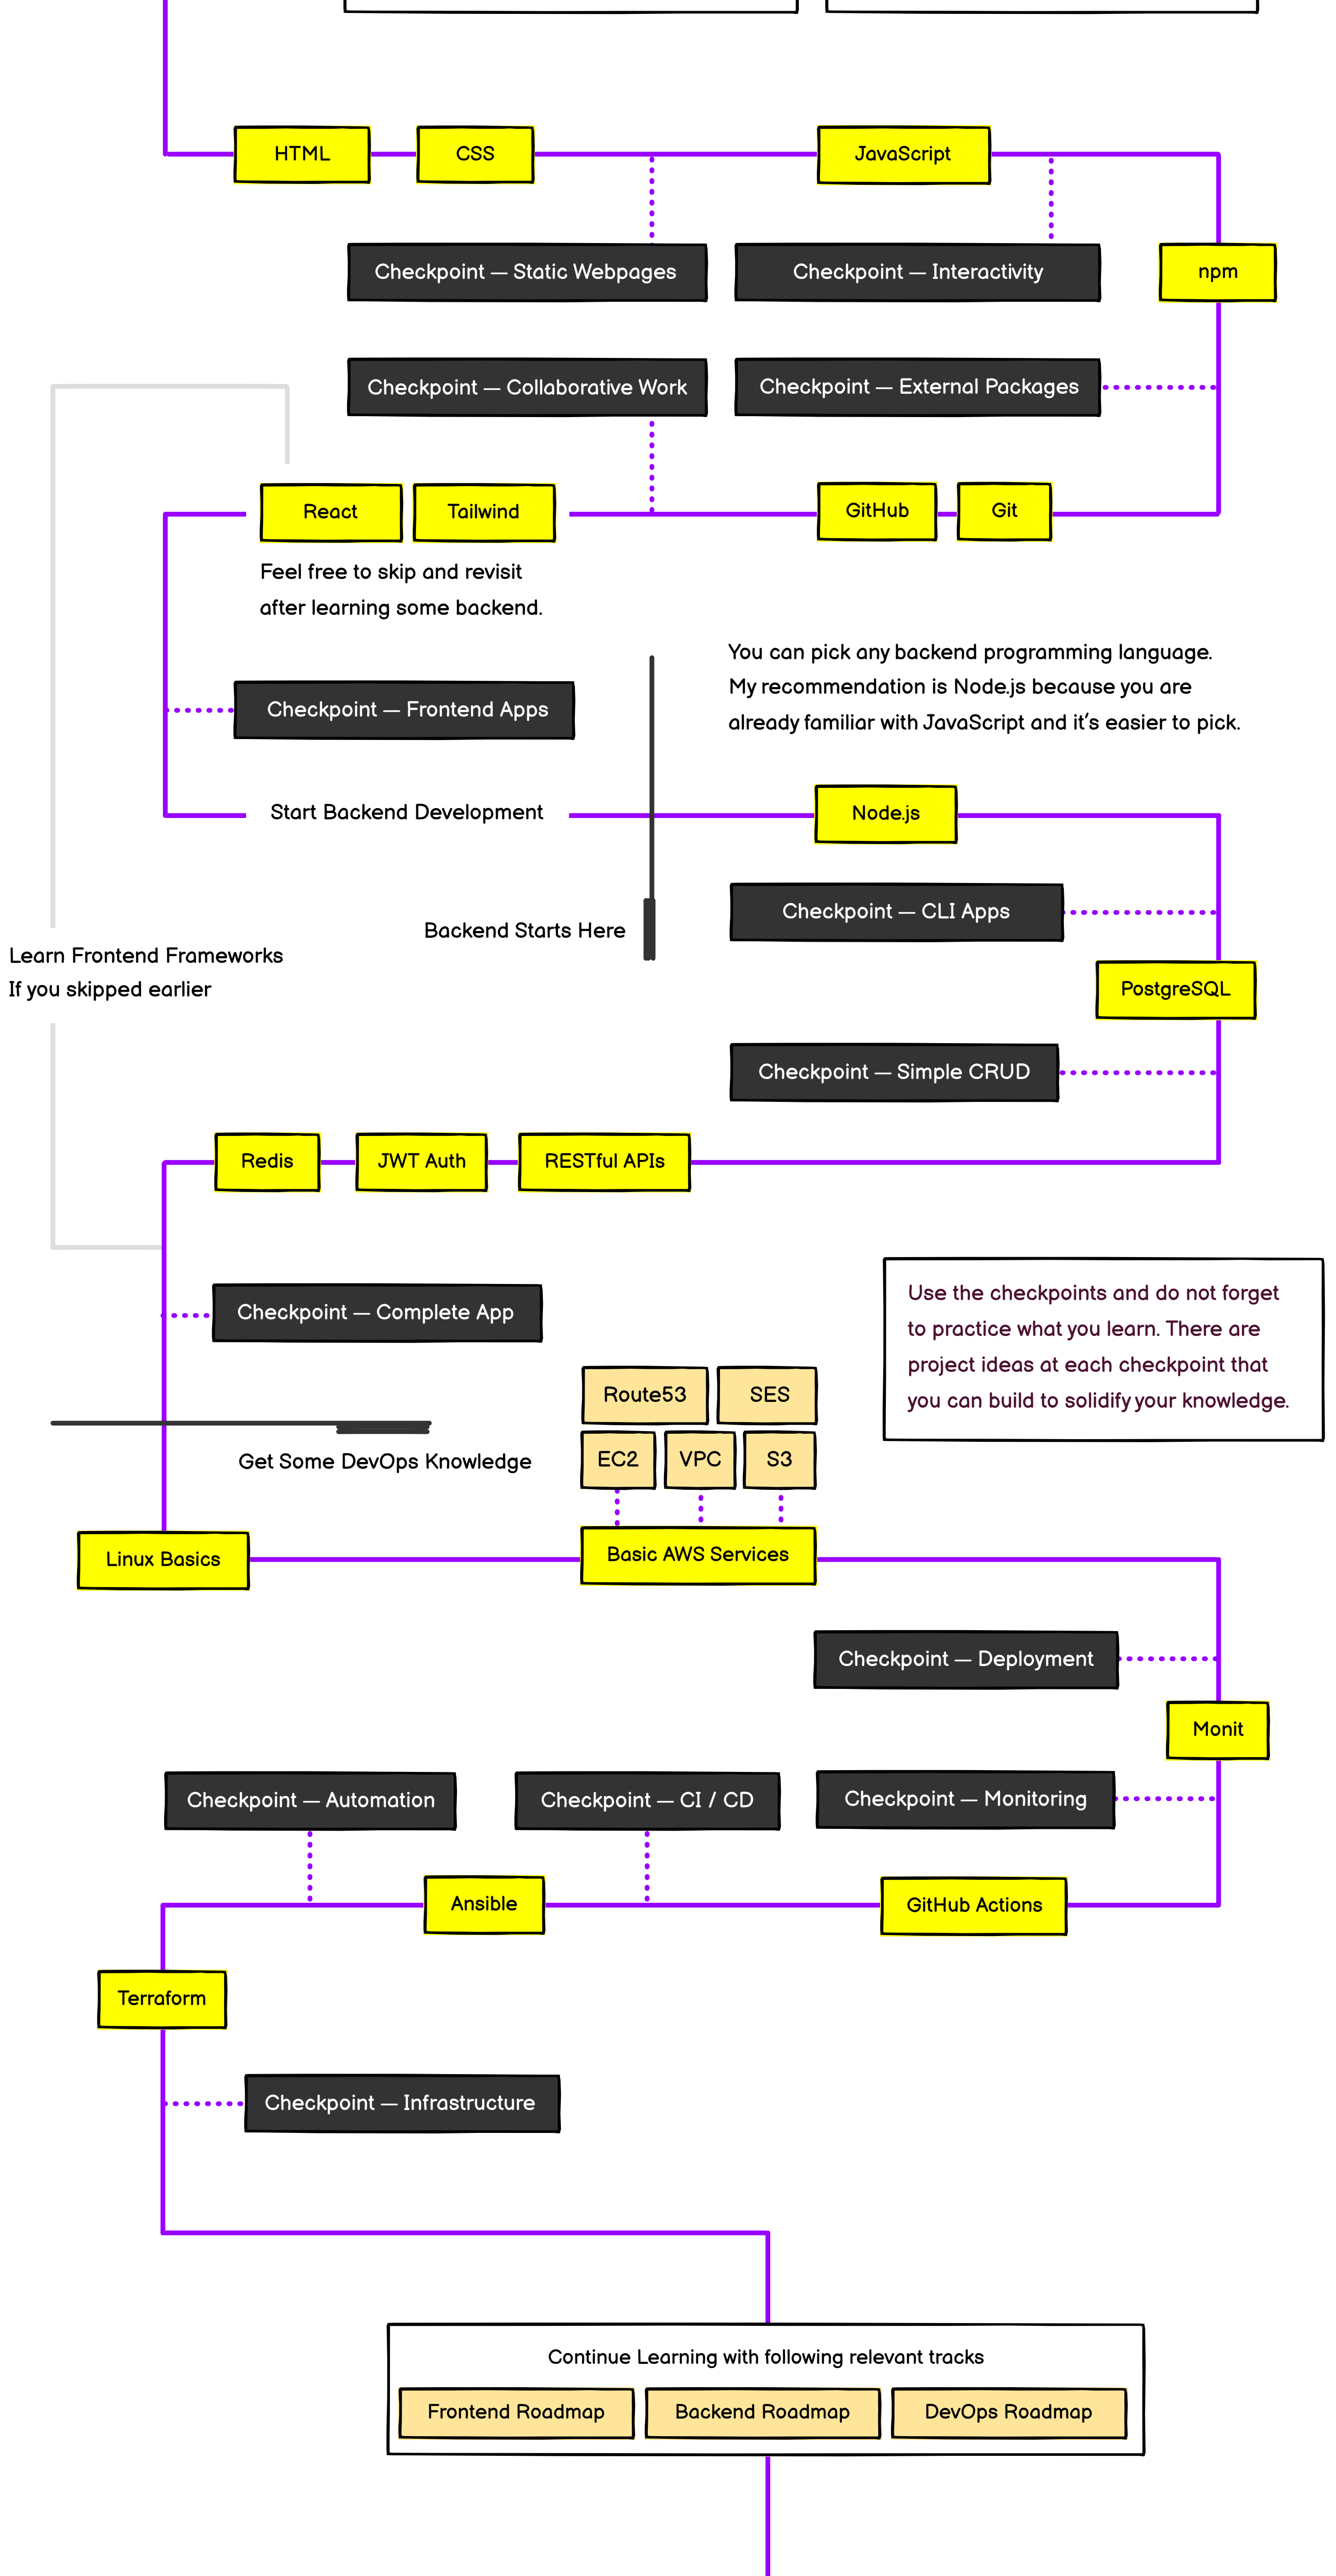 HTML
CSS
JavaScript
Checkpoint — Static Webpages
Checkpoint — Interactivity
npm
Checkpoint — Collaborative Work
Checkpoint — External Packages
React
Tailwind
GitHub
Git
Feel free to skip and revisit
after learning some backend.
You can pick any backend programming language.
My recommendation is Node.js because you are
already familiar with JavaScript and it's easier to pick.
Checkpoint — Frontend Apps
Start Backend Development
Node.js
Checkpoint — CLI Apps
Backend Starts Here
Learn Frontend Frameworks
If you skipped earlier
PostgreSQL
Checkpoint — Simple CRUD
Redis
JWT Auth
RESTful APIs
Checkpoint — Complete App
Use the checkpoints and do not forget
to practice what you learn. There are
project ideas at each checkpoint that
you can build to solidify your knowledge.
Route53
SES
EC2
VPC
S3
Get Some DevOps Knowledge
Linux Basics
Basic AWS Services
Checkpoint — Deployment
Monit
Checkpoint — Automation
Checkpoint — CI / CD
Checkpoint — Monitoring
Ansible
GitHub Actions
Terraform
Checkpoint — Infrastructure
Continue Learning with following relevant tracks
Frontend Roadmap
Backend Roadmap
DevOps Roadmap